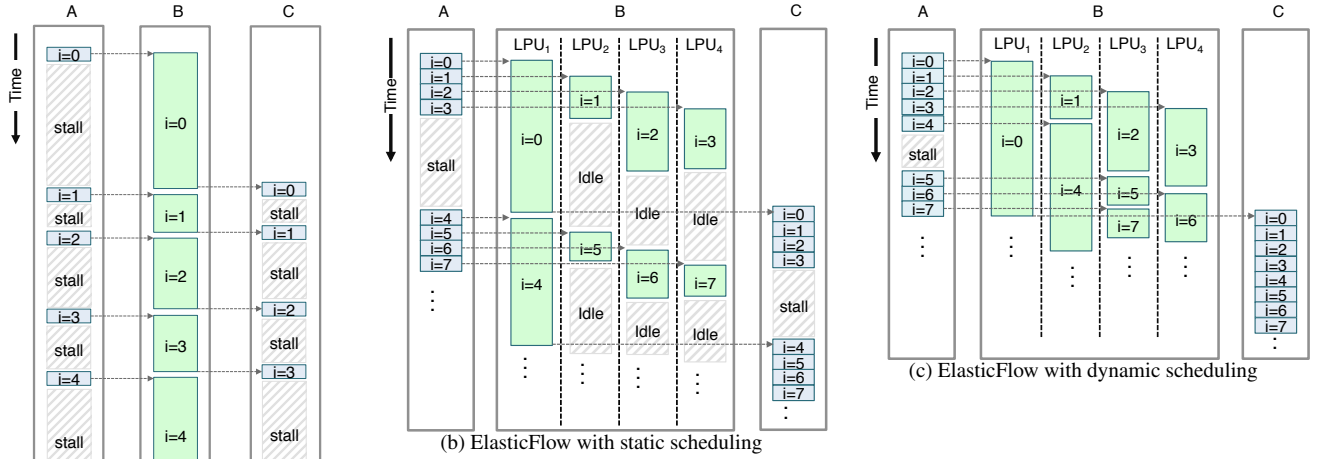 A
B
C
Time
i=0
stall
i=1
stall
i=2
stall
i=3
stall
i=4
stall
i=0
i=1
i=2
i=3
i=4
i=0
stall
i=1
stall
i=2
stall
i=3
stall
A
B
C
Time
LPU1
LPU2
LPU3
LPU4
i=0
i=1
i=2
i=3
stall
i=4
i=5
i=6
i=7
i=0
i=4
i=1
Idle
i=5
Idle
i=2
Idle
i=6
Idle
i=3
Idle
i=7
Idle
i=0
i=1
i=2
i=3
stall
i=4
i=5
i=6
i=7
(b) ElasticFlow with static scheduling
A
B
C
Time
LPU1
LPU2
LPU3
LPU4
i=0
i=1
i=2
i=3
i=4
stall
i=5
i=6
i=7
i=0
i=1
i=4
i=2
i=5
i=7
i=3
i=6
i=0
i=1
i=2
i=3
i=4
i=5
i=6
i=7
(c) ElasticFlow with dynamic scheduling